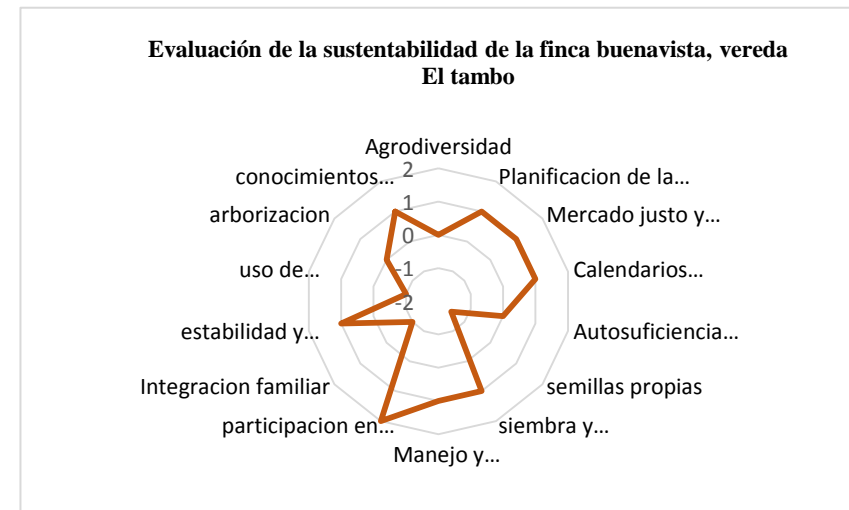 Evaluación de la sustentabilidad de la finca buenavista, vereda
El tambo
Agrodiversidad
Planificacion de la...
Mercado justo y...
Calendarios...
Autosuficiencia...
semillas propias
siembra y...
Manejo y...
participacion en...
Integracion familiar
estabilidad y...
uso de...
arborizacion
conocimientos...
2
1
0
-1
-2